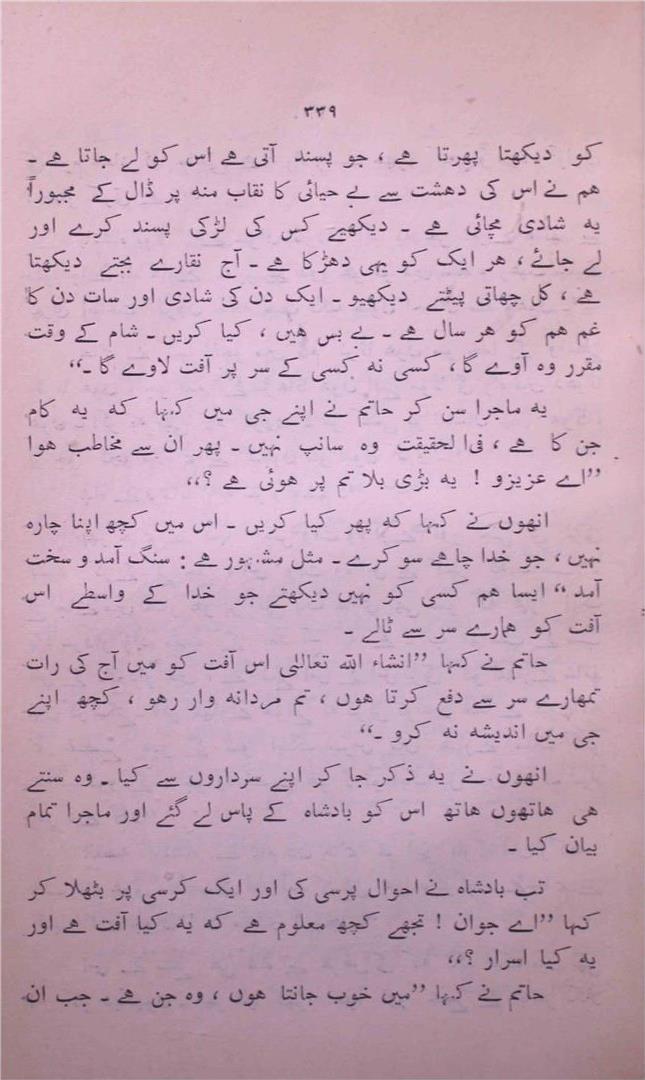 ۳۳۹
کو دیکھتا پھرتا ہے ، جو پسند آتی ہے اس کو لے جاتا ہے ۔
ہم نے اس کی دہشت سے بے حیائی کا نقاب منہ پر ڈال کے مجبوراً
یہ شادی مچائی ہے ۔ دیکھیے کس کی لڑکی پسند کرے اور
لے جائے ، ہر ایک کو یہی دھڑکا ہے ۔ آج نقارے بجتے دیکھتا
ہے ، کل چھاتی پیٹتے دیکھیو ۔ ایک دن کی شادی اور سات دن کا
غم ہم کو ہر سال ہے ۔ بے بس ہیں ، کیا کریں ۔ شام کے وقت
مقرر وہ آوے گا ، کسی نہ کسی کے سر پر آفت لاوے گا ۔“
یہ ماجرا سن کر حاتم نے اپنے جی میں کہا کہ یہ کام
جن کا ہے ، فی الحقیقت وہ سانپ نہیں ۔ پھر ان سے مخاطب ہوا
”اے عزیزو ! یہ بڑی بلا تم پر ہوئی ہے ؟“
انھوں نے کہا کہ پھر کیا کریں ۔ اس میں کچھ اپنا چارہ
نہیں ، جو خدا چاہے سو کرے ۔ مثل مشہور ہے : سنگ آمد و سخت
آمد “ ایسا ہم کسی کو نہیں دیکھتے جو خدا کے واسطے اس
آفت کو ہمارے سر سے ٹالے ۔
حاتم نے کہا ”انشاء اللہ تعالیٰ اس آفت کو میں آج کی رات
تمھارے سر سے دفع کرتا ہوں ، تم مردانہ وار رہو ، کچھ اپنے
جی میں اندیشہ نہ کرو ۔“
انھوں نے یہ ذکر جا کر اپنے سرداروں سے کیا ۔ وہ سنتے
ہی ہاتھوں ہاتھ اس کو بادشاہ کے پاس لے گئے اور ماجرا تمام
بیان کیا ۔
تب بادشاہ نے احوال پرسی کی اور ایک کرسی پر بٹھلا کر
کہا ”اے جوان ! تجھے کچھ معلوم ہے کہ یہ کیا آفت ہے اور
یہ کیا اسرار ؟“
حاتم نے کہا ”میں خوب جانتا ہوں ، وہ جن ہے ۔ جب ان